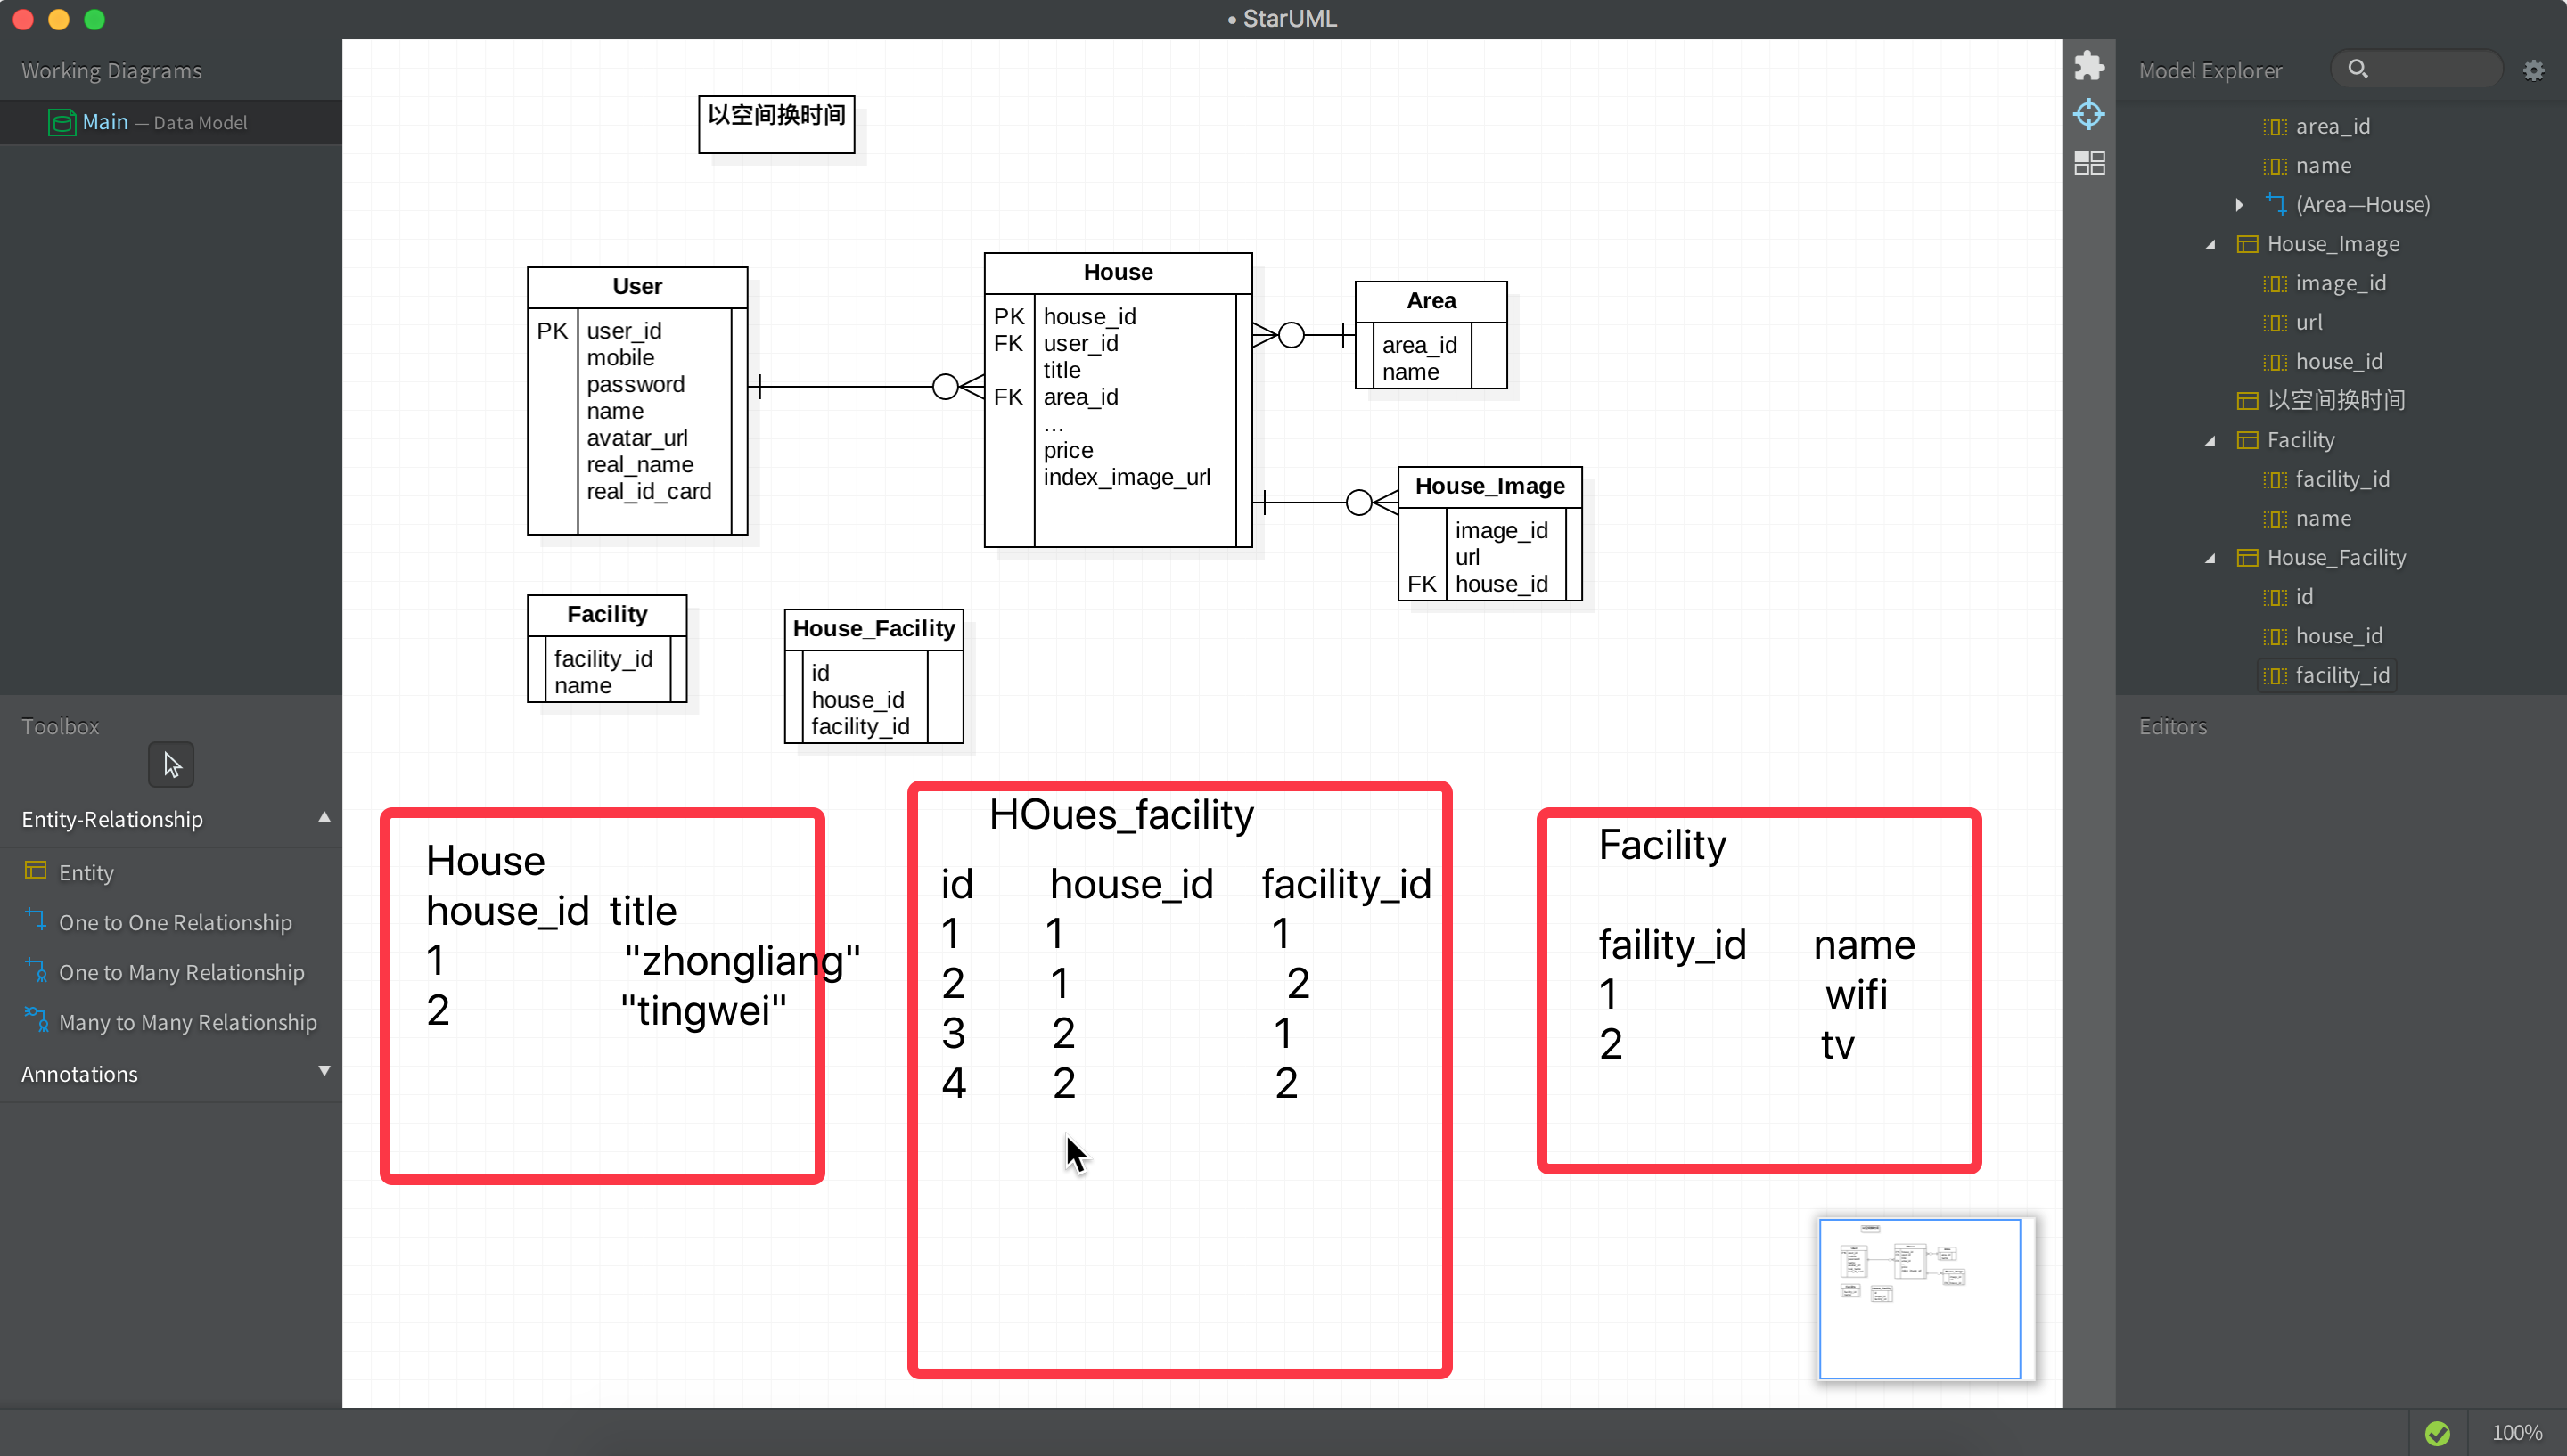 • StarUML
Working Diagrams
Main — Data Model
Toolbox
Entity-Relationship
Entity
One to One Relationship
One to Many Relationship
Many to Many Relationship
Annotations
以空间换时间
User
PK user_id
mobile
password
name
avatar_url
real_name
real_id_card
House
PK house_id
FK user_id
title
FK area_id
...
price
index_image_url
Area
area_id
name
House_Image
image_id
url
FK house_id
Facility
facility_id
name
House_Facility
id
house_id
facility_id
House
house_id title
1 "zhongliang"
2 "tingwei"
HOues_facility
id house_id facility_id
1 1 1
2 1 2
3 2 1
4 2 2
Facility
faility_id name
1 wifi
2 tv
Model Explorer
area_id
name
(Area—House)
House_Image
image_id
url
house_id
以空间换时间
Facility
facility_id
name
House_Facility
id
house_id
facility_id
Editors
100%